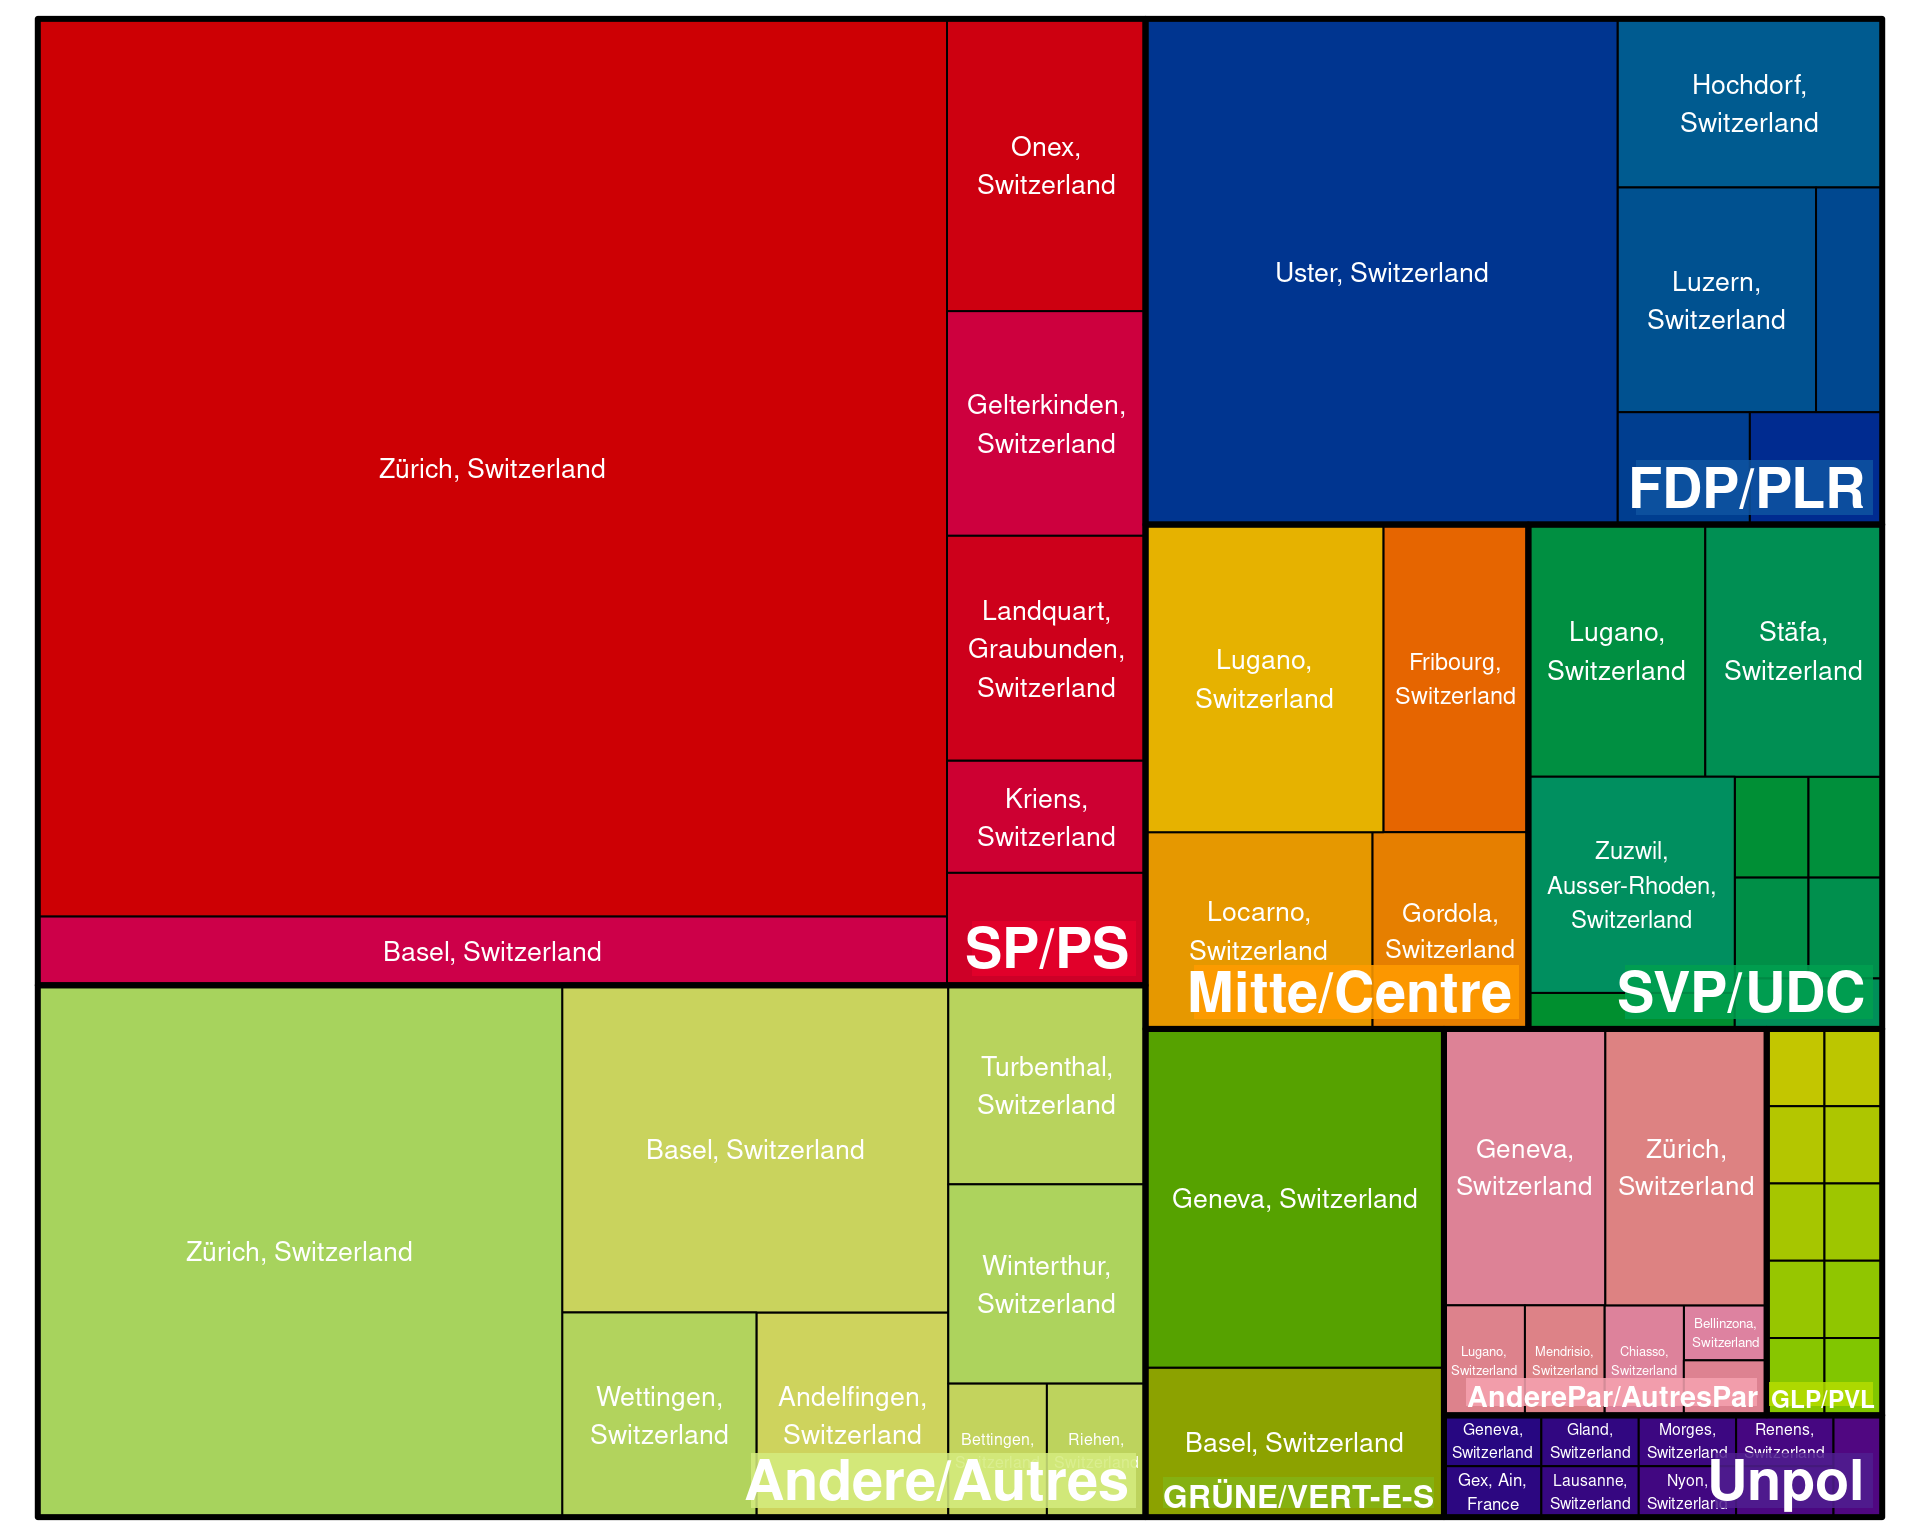 Zürich, Switzerland
Basel, Switzerland
Onex,
Switzerland
Gelterkinden,
Switzerland
Landquart,
Graubunden,
Switzerland
Kriens,
Switzerland
SP/PS
Zürich, Switzerland
Basel, Switzerland
Wettingen,
Switzerland
Andelfingen,
Switzerland
Turbenthal,
Switzerland
Winterthur,
Switzerland
Bettingen,
Riehen,
Andere/Autres
Uster, Switzerland
Hochdorf,
Switzerland
Luzern,
Switzerland
FDP/PLR
Lugano,
Switzerland
Fribourg,
Switzerland
Locarno,
Switzerland
Gordola,
Switzerland
Mitte/Centre
Lugano,
Switzerland
Stäfa,
Switzerland
Zuzwil,
Ausser-Rhoden,
Switzerland
SVP/UDC
Geneva, Switzerland
Basel, Switzerland
GRÜNE/VERT-E-S
Geneva,
Switzerland
Zürich,
Switzerland
Lugano,
Switzerland
Mendrisio,
Switzerland
Chiasso,
Switzerland
Bellinzona,
Switzerland
AnderePar/AutresPar
GLP/PVL
Geneva,
Switzerland
Gland,
Switzerland
Morges,
Switzerland
Renens,
Switzerland
Gex, Ain,
France
Lausanne,
Switzerland
Nyon,
Switzerland
Unpol